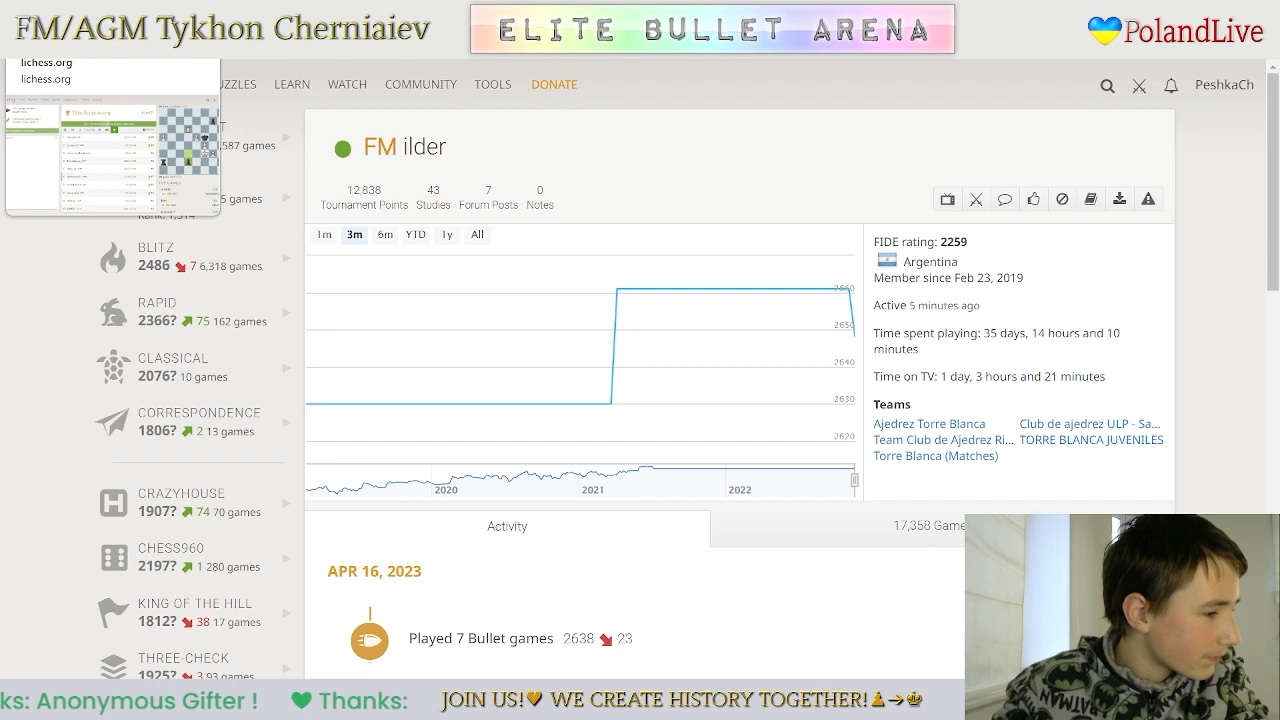 FM/AGM Tykhon Cherniaiev
ELITE BULLET ARENA
PolandLive
lichess.org
lichess.org
LEARN
WATCH
COMMUNITY
TOOLS
DONATE
PeshkaCh
587 games
games
FM ilder
12,838
Tournament Points
Studies
0
Forum Posts
Notes
1m 3m 6m YTD 1y All
BLITZ
2486 7 6,318 games
RAPID
2366? 75 162 games
CLASSICAL
2076? 10 games
CORRESPONDENCE
1806? 2 13 games
CRAZYHOUSE
1907? 74 70 games
CHESS960
2197? 1 280 games
KING OF THE HILL
1812? 38 17 games
THREE-CHECK
1925? 3 93 games
2660
2650
2640
2630
2620
2020 2021 2022
FIDE rating: 2259
Argentina
Member since Feb 23, 2019
Active 5 minutes ago
Time spent playing: 35 days, 14 hours and 10
minutes
Time on TV: 1 day, 3 hours and 21 minutes
Teams
Ajedrez Torre Blanca Club de ajedrez ULP - Sa...
Team Club de Ajedrez Ri... TORRE BLANCA JUVENILES
Torre Blanca (Matches)
Activity
17,358 Game
APR 16, 2023
Played 7 Bullet games 2638 23
ks: Anonymous Gifter ! Thanks:
JOIN US! WE CREATE HISTORY TOGETHER!
BATMAN